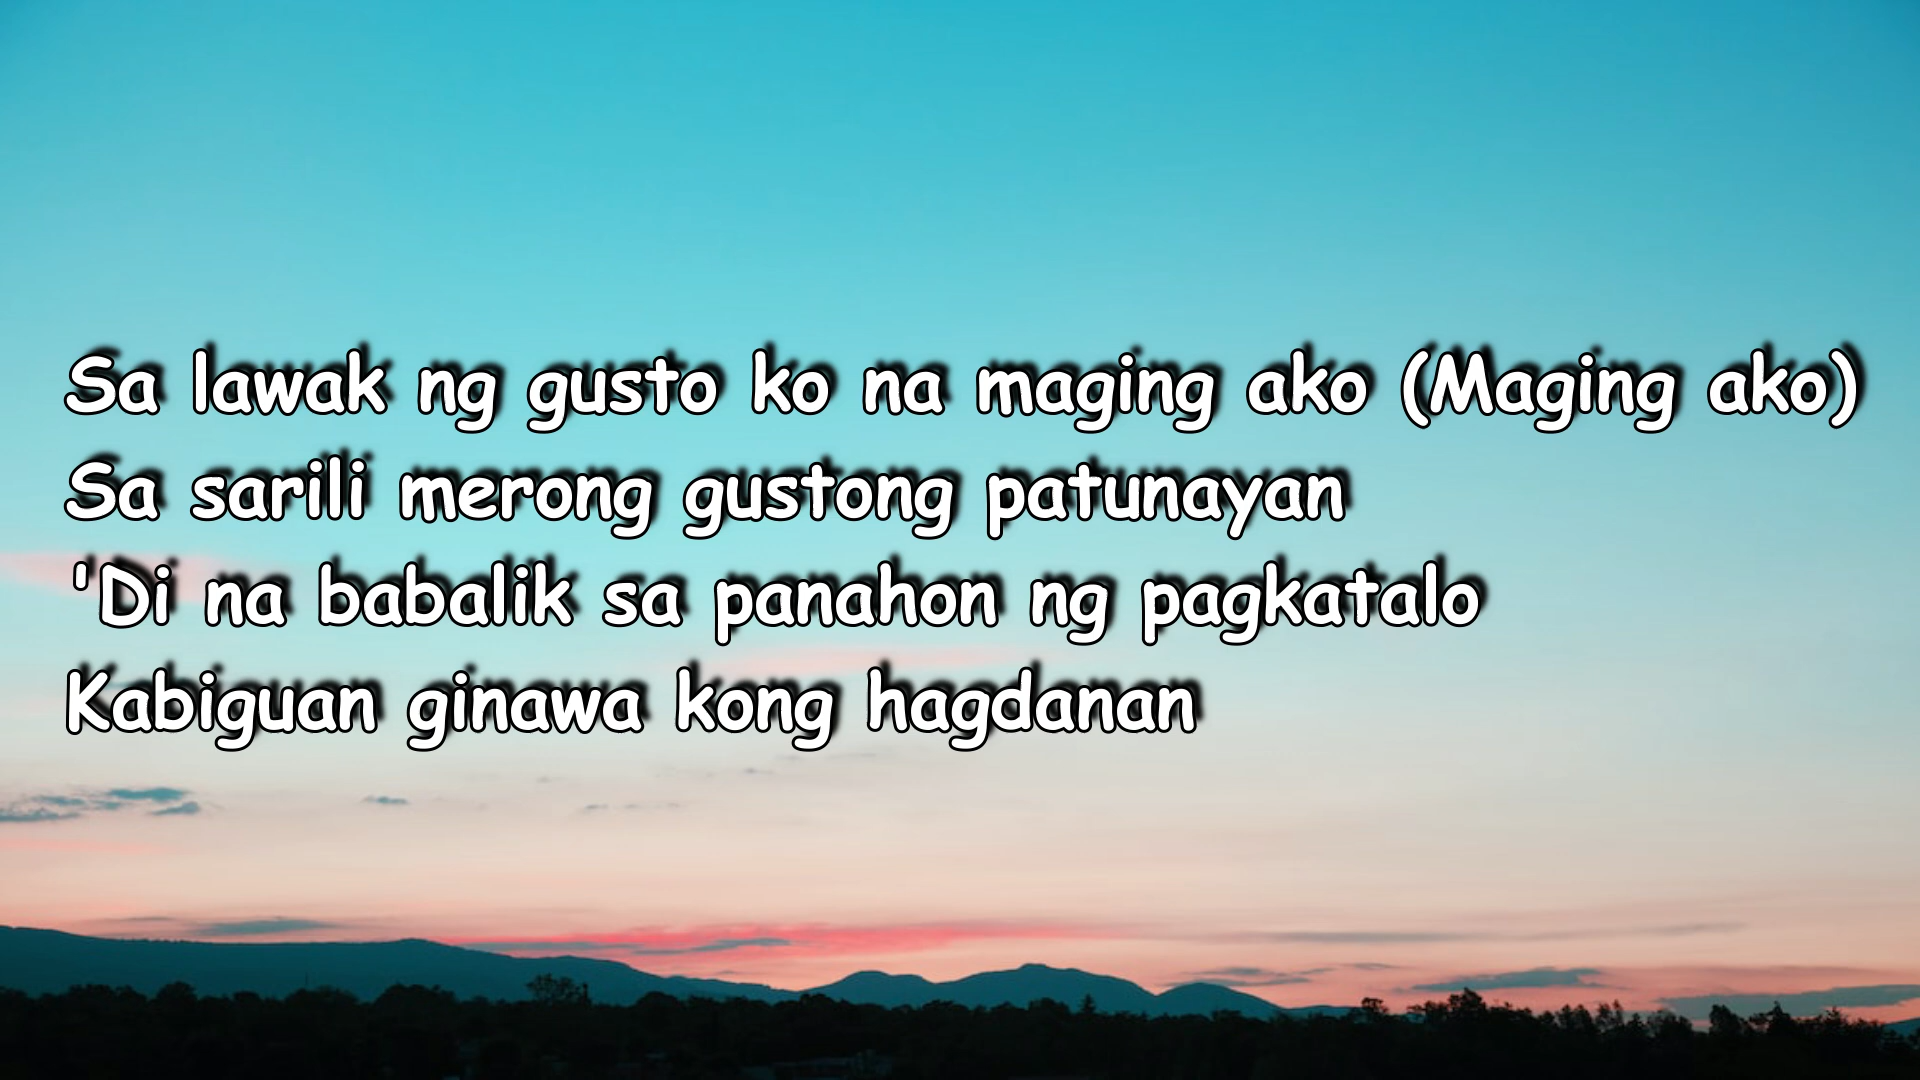 Sa lawak ng gusto ko na maging ako (Maging ako)
Sa sarili merong gustong patunayan
'Di na babalik sa panahon ng pagkatalo
Kabiguan ginawa kong hagdanan